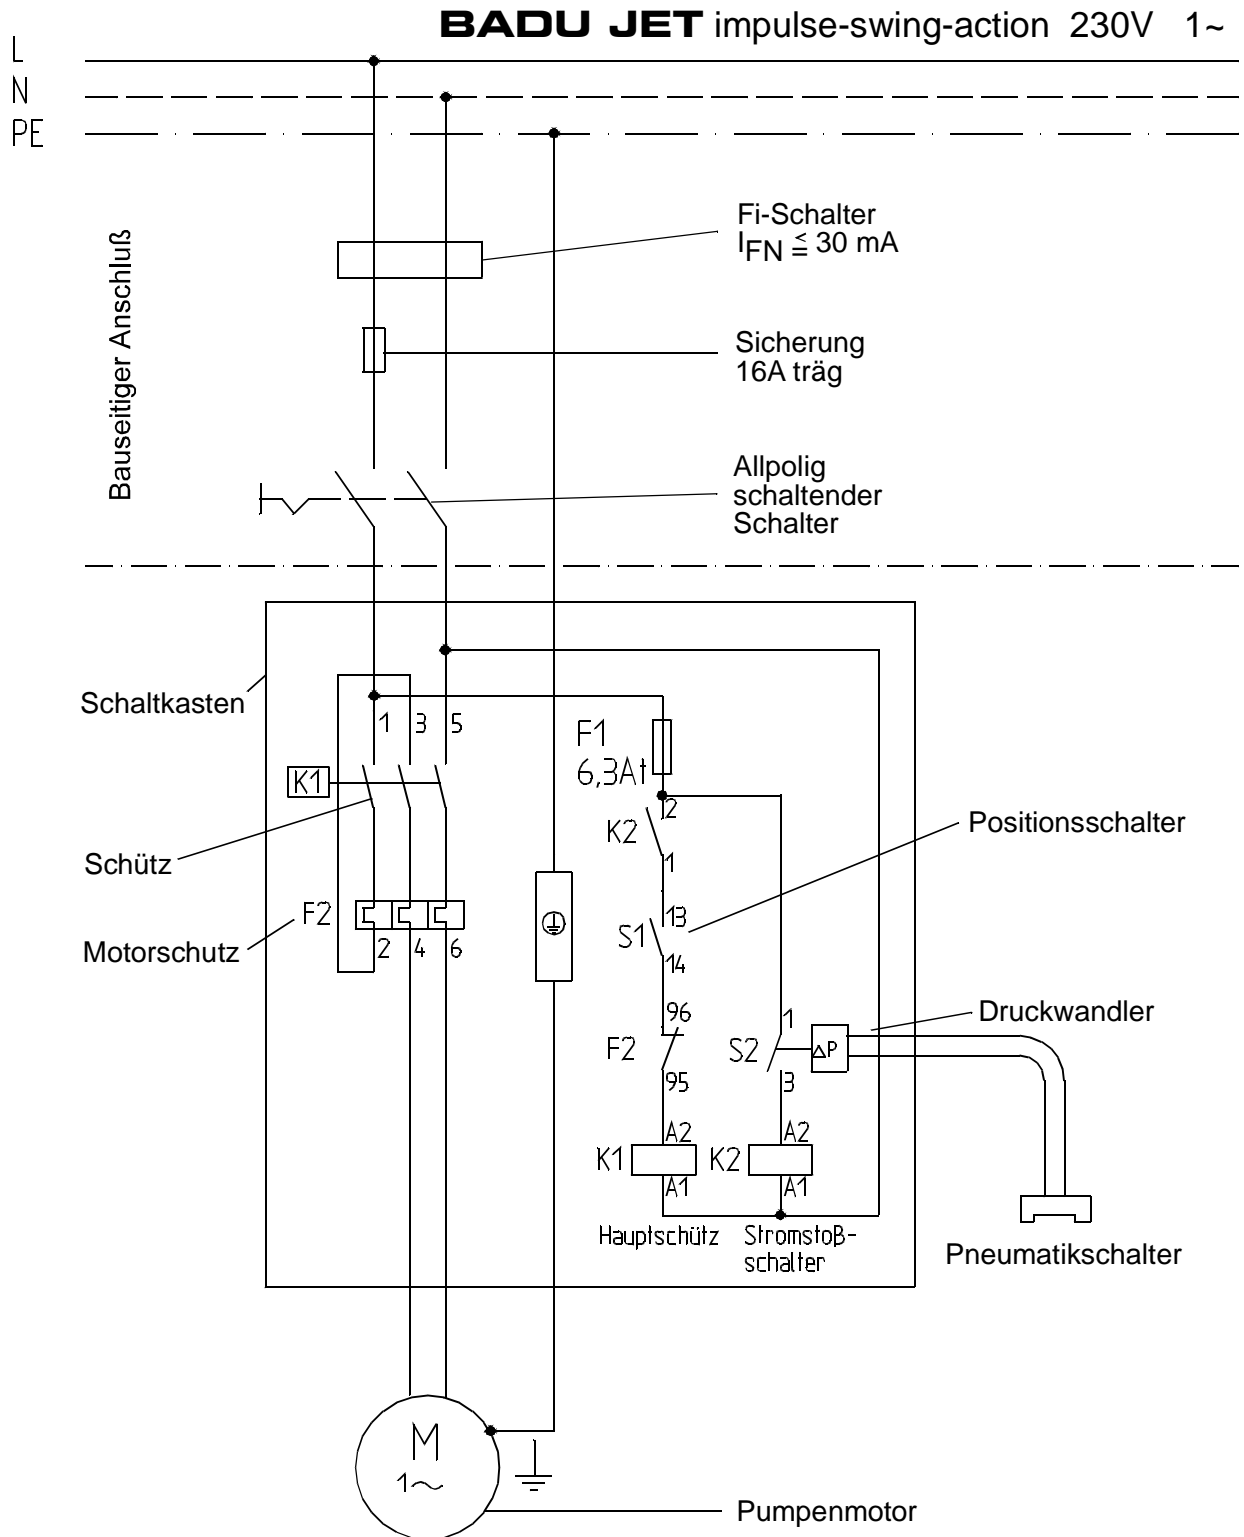 BADU JET impulse-swing-action 230V 1~
L
N
PE
Bauseitiger Anschluß
Fi-Schalter
IFN ≦ 30 mA
Sicherung
16A träg
Allpolig
schaltender
Schalter
Schaltkasten
1 3 5
F1
6,3At
K1
2
K2
1
Positionsschalter
Schütz
F2
13
S1
14
Motorschutz
2 4 6
96
F2
95
1
S2
3
ΔP
Druckwandler
A2
K1
A1
A2
K2
A1
Hauptschütz
Stromstoß-
schalter
Pneumatikschalter
M
1~
Pumpenmotor